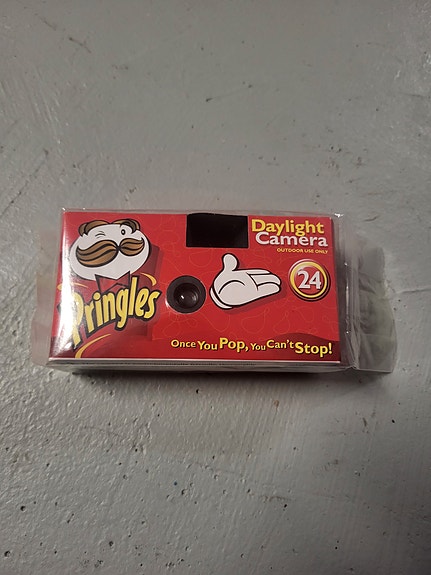 Daylight
Camera
OUTDOOR USE ONLY
24
Pringles
Once You Pop, You Can't Stop!